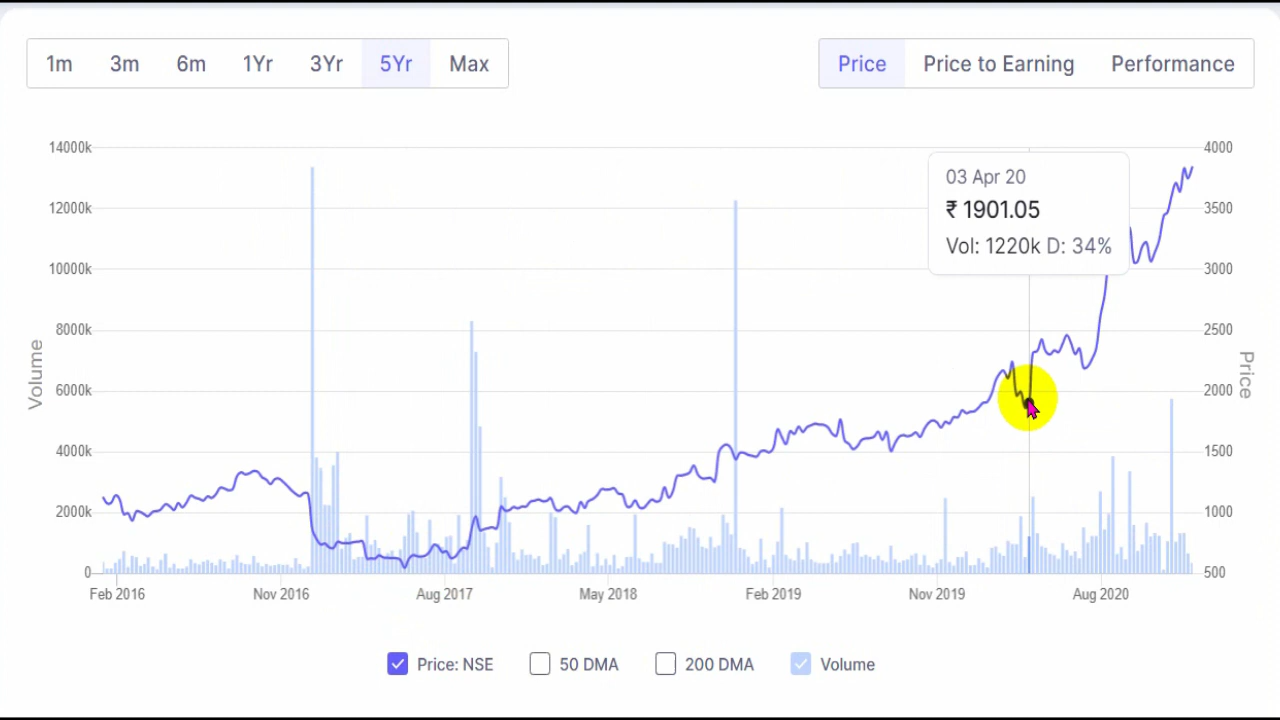 1m 3m 6m 1Yr 3Yr 5Yr Max Price Price to Earning Performance
14000k 4000
03 Apr 20
₹ 1901.05
Vol: 1220k D: 34%
12000k 3500
10000k 3000
8000k 2500
6000k 2000
4000k 1500
2000k 1000
0 500
Volume
Price
Feb 2016 Nov 2016 Aug 2017 May 2018 Feb 2019 Nov 2019 Aug 2020
Price: NSE 50 DMA 200 DMA Volume